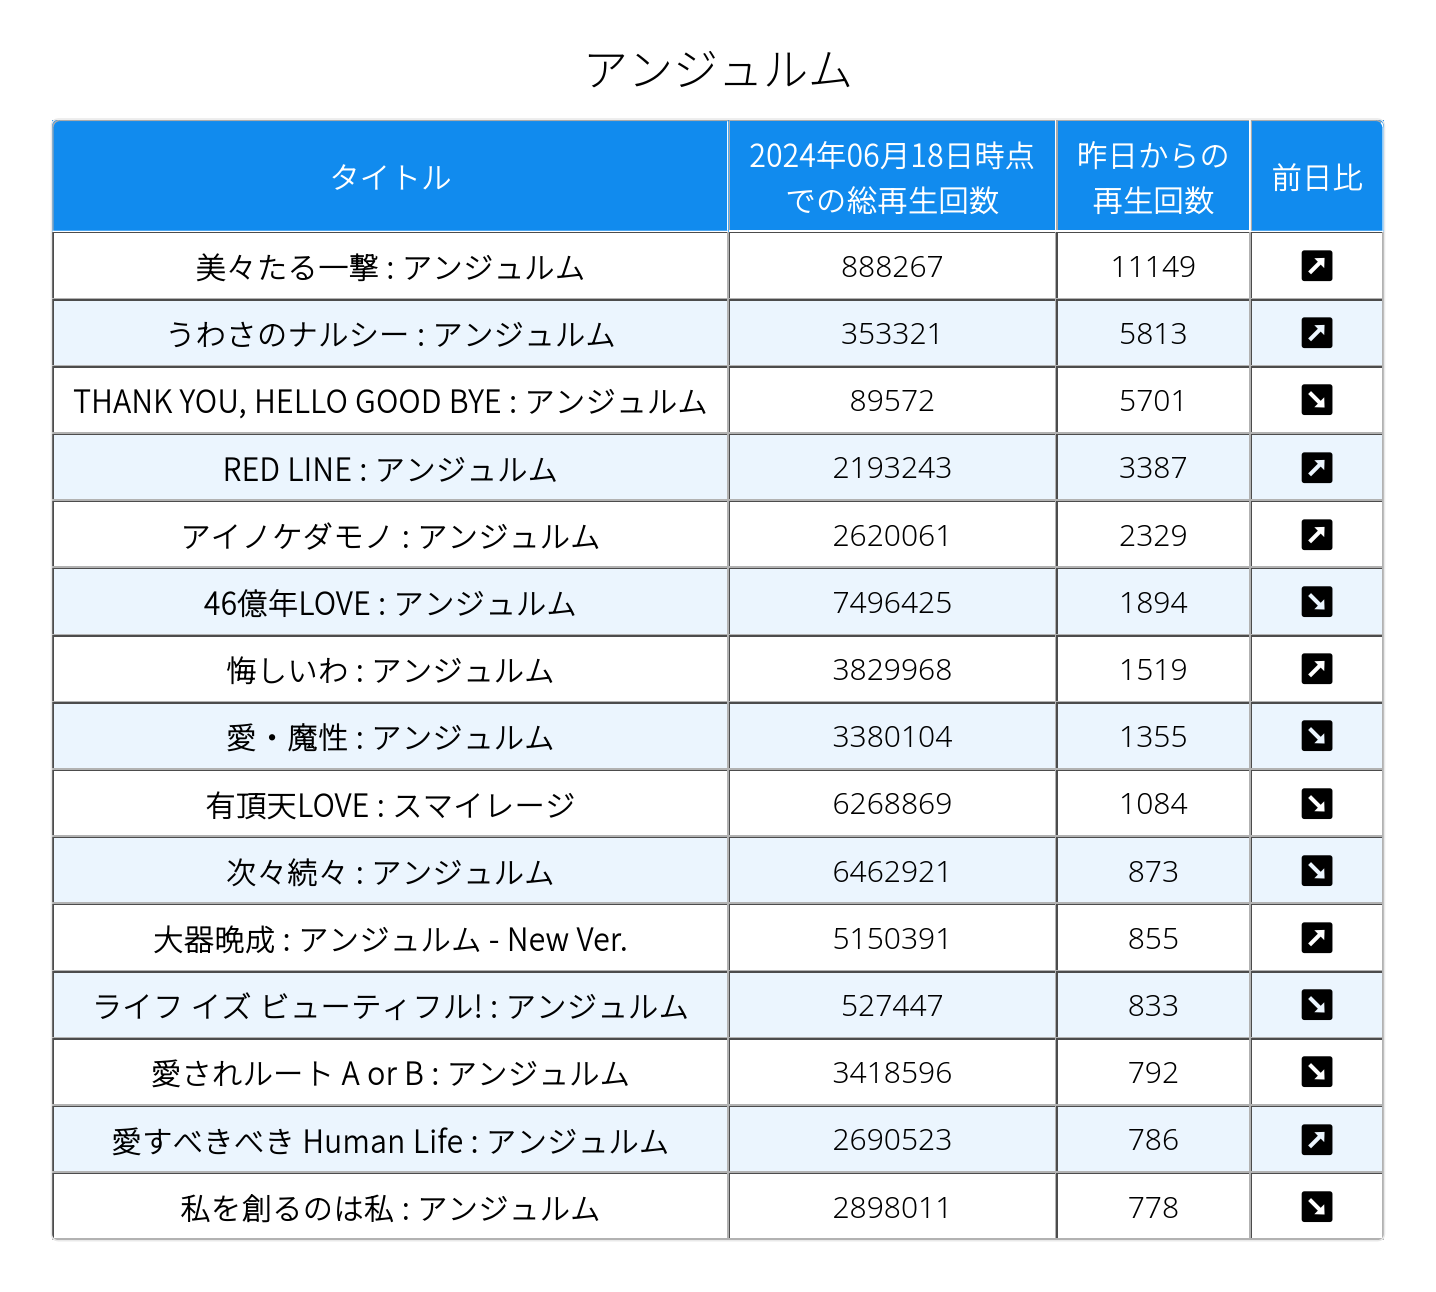 アンジュルム
タイトル 2024年06月18日時点での総再生回数 昨日からの再生回数 前日比
美々たる一撃 : アンジュルム 888267 11149 ↗
うわさのナルシー : アンジュルム 353321 5813 ↗
THANK YOU, HELLO GOOD BYE : アンジュルム 89572 5701 ↘
RED LINE : アンジュルム 2193243 3387 ↗
アイノケダモノ : アンジュルム 2620061 2329 ↗
46億年LOVE : アンジュルム 7496425 1894 ↘
悔しいわ : アンジュルム 3829968 1519 ↗
愛・魔性 : アンジュルム 3380104 1355 ↘
有頂天LOVE : スマイレージ 6268869 1084 ↘
次々続々 : アンジュルム 6462921 873 ↘
大器晩成 : アンジュルム - New Ver. 5150391 855 ↗
ライフ イズ ビューティフル! : アンジュルム 527447 833 ↘
愛されルート A or B : アンジュルム 3418596 792 ↘
愛すべきべき Human Life : アンジュルム 2690523 786 ↗
私を創るのは私 : アンジュルム 2898011 778 ↘